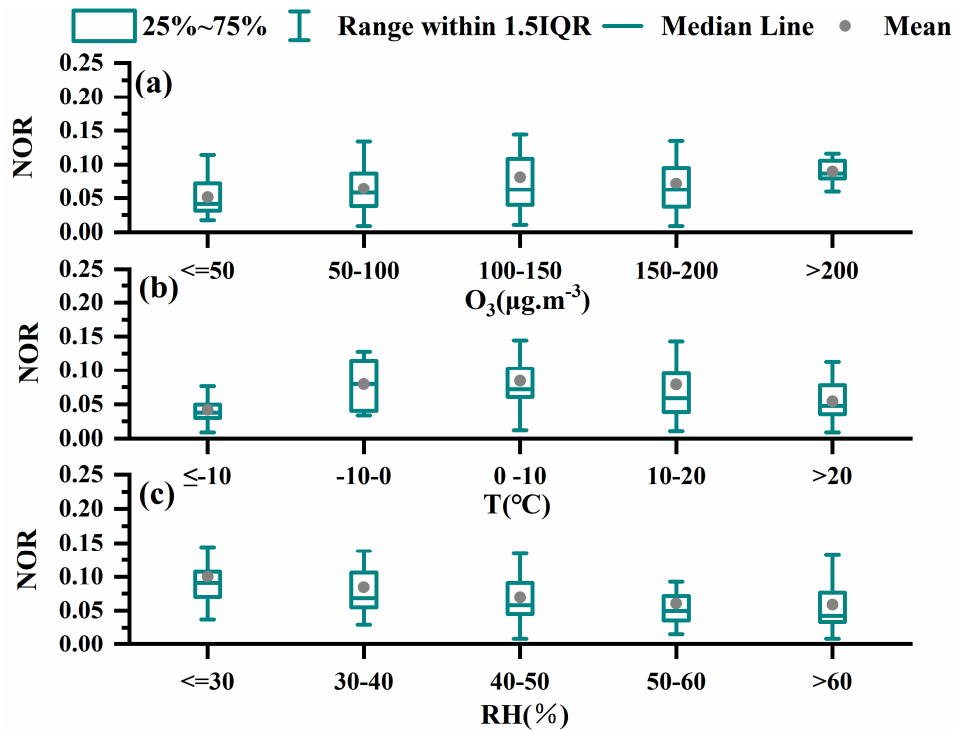 25%~75% Range within 1.5IQR Median Line Mean
(a)
NOR
0.25
0.20
0.15
0.10
0.05
0.00
<=50 50-100 100-150 150-200 >200
O₃(μg.m⁻³)
(b)
NOR
0.25
0.20
0.15
0.10
0.05
0.00
≤-10 -10-0 0 -10 10-20 >20
T(℃)
(c)
NOR
0.25
0.20
0.15
0.10
0.05
0.00
<=30 30-40 40-50 50-60 >60
RH(%)